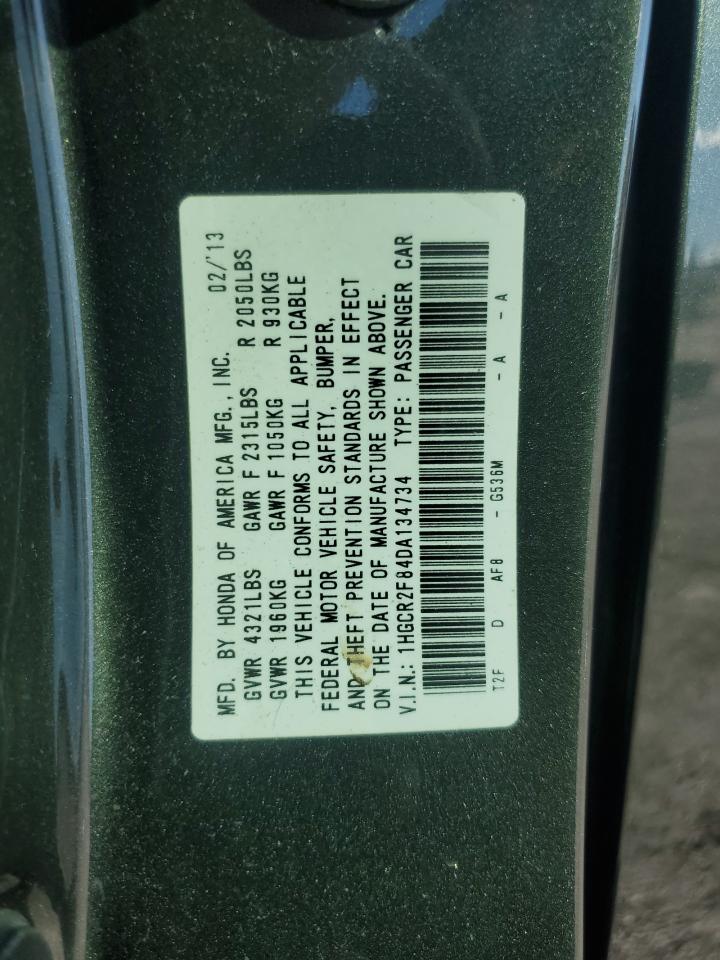 MFD. BY HONDA OF AMERICA MFG., INC. 02/'13
GVWR 4321LBS GAWR F 2315LBS R 2050LBS
GVWR 1960KG GAWR F 1050KG R 930KG
THIS VEHICLE CONFORMS TO ALL APPLICABLE
FEDERAL MOTOR VEHICLE SAFETY, BUMPER,
AND THEFT PREVENTION STANDARDS IN EFFECT
ON THE DATE OF MANUFACTURE SHOWN ABOVE.
V.I.N.: 1HGCR2F84DA134734 TYPE: PASSENGER CAR
T2F D AF8 - G536M - A - A